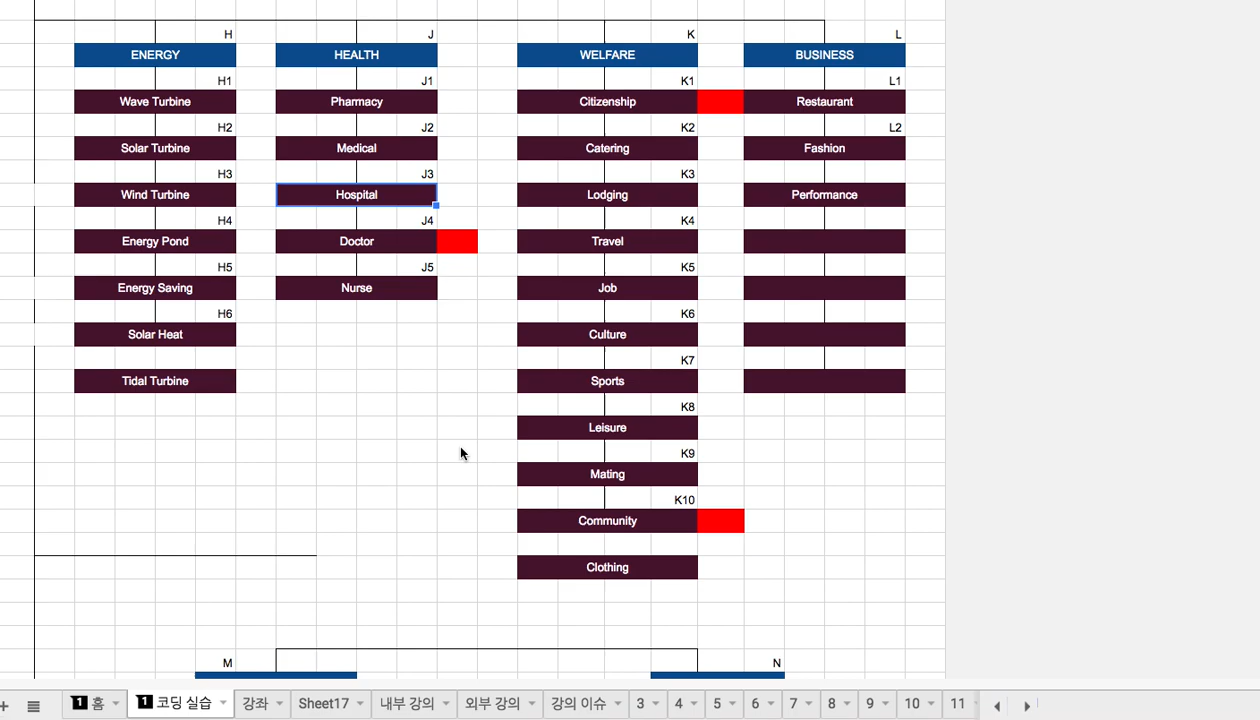 H J K L
ENERGY HEALTH WELFARE BUSINESS
H1 J1 K1 L1
Wave Turbine Pharmacy Citizenship Restaurant
H2 J2 K2 L2
Solar Turbine Medical Catering Fashion
H3 J3 K3
Wind Turbine Hospital Lodging Performance
H4 J4 K4
Energy Pond Doctor Travel
H5 J5 K5
Energy Saving Nurse Job
H6 K6
Solar Heat Culture
K7
Tidal Turbine Sports
K8
Leisure
K9
Mating
K10
Community
Clothing
M N
1 홈 1 코딩 실습 강좌 Sheet17 내부 강의 외부 강의 강의 이슈 3 4 5 6 7 8 9 10 11